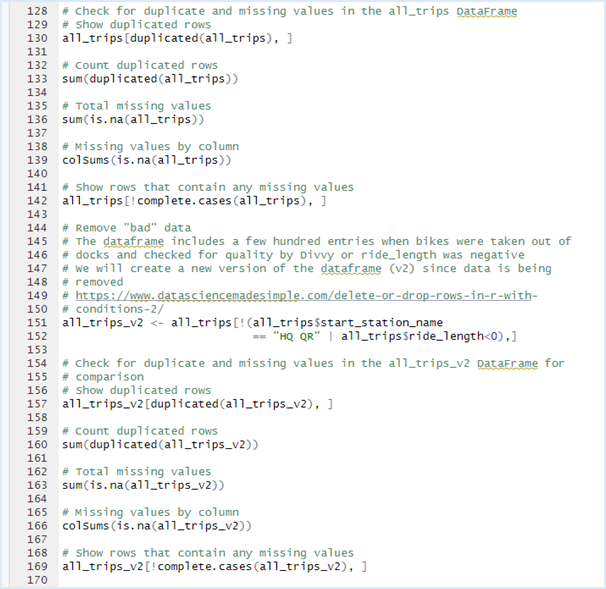 128 # Check for duplicate and missing values in the all_trips DataFrame
129 # Show duplicated rows
130 all_trips[duplicated(all_trips), ]
131
132 # Count duplicated rows
133 sum(duplicated(all_trips))
134
135 # Total missing values
136 sum(is.na(all_trips))
137
138 # Missing values by column
139 colSums(is.na(all_trips))
140
141 # Show rows that contain any missing values
142 all_trips[!complete.cases(all_trips), ]
143
144 # Remove "bad" data
145 # The dataframe includes a few hundred entries when bikes were taken out of
146 # docks and checked for quality by Divvy or ride_length was negative
147 # We will create a new version of the dataframe (v2) since data is being
148 # removed
149 # https://www.datasciencemadesimple.com/delete-or-drop-rows-in-r-with-
150 # conditions-2/
151 all_trips_v2 <- all_trips[!(all_trips$start_station_name
152 == "HQ QR" | all_trips$ride_length<0),]
153
154 # Check for duplicate and missing values in the all_trips_v2 DataFrame for
155 # comparison
156 # Show duplicated rows
157 all_trips_v2[duplicated(all_trips_v2), ]
158
159 # Count duplicated rows
160 sum(duplicated(all_trips_v2))
161
162 # Total missing values
163 sum(is.na(all_trips_v2))
164
165 # Missing values by column
166 colSums(is.na(all_trips_v2))
167
168 # Show rows that contain any missing values
169 all_trips_v2[!complete.cases(all_trips_v2), ]
170